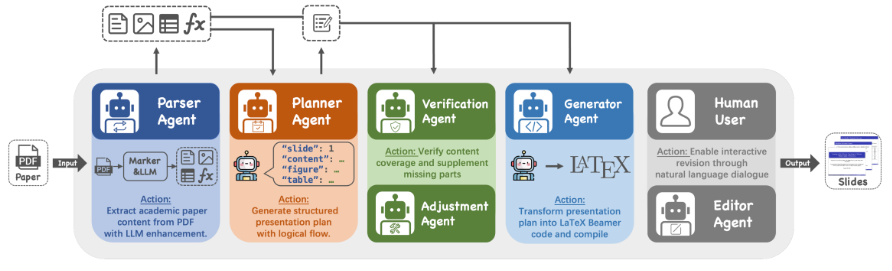 fx
Parser
Agent
PDF
Marker
&LLM
fx
Action:
Extract academic paper
content from PDF
with LLM enhancement.
Planner
Agent
"slide": 1
"content": …
"figure": …
"table": …
Action:
Generate structured
presentation plan
with logical flow.
Verification
Agent
Action: Verify content
coverage and supplement
missing parts
Adjustment
Agent
Generator
Agent
</>
LATEX
Action:
Transform presentation
plan into LaTeX Beamer
code and compile
Human
User
Action: Enable interactive
revision through
natural language dialogue
Editor
Agent
PDF
Paper
Input
Output
Slides